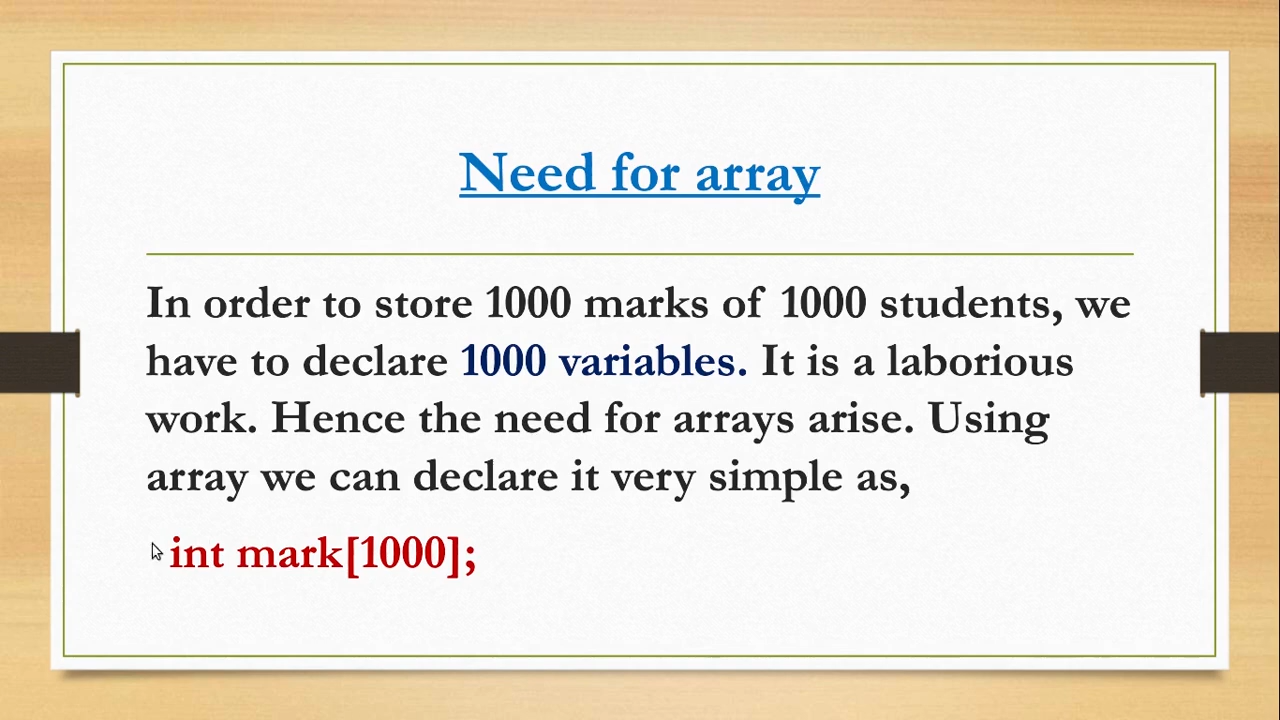 Need for array
In order to store 1000 marks of 1000 students, we
have to declare 1000 variables. It is a laborious
work. Hence the need for arrays arise. Using
array we can declare it very simple as,
int mark[1000];